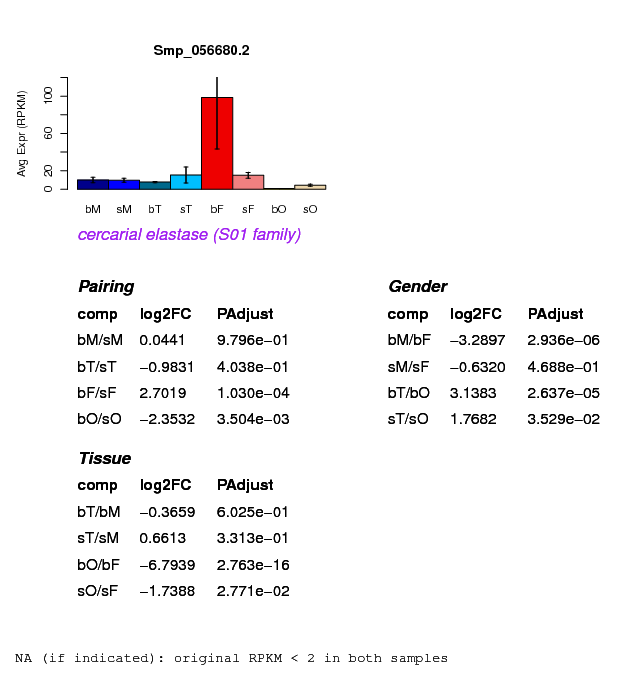 Smp_056680.2
Avg Expr (RPKM)
0 20 60 100
bM sM bT sT bF sF bO sO
cercarial elastase (S01 family)
Pairing
comp log2FC PAdjust
bM/sM 0.0441 9.796e−01
bT/sT −0.9831 4.038e−01
bF/sF 2.7019 1.030e−04
bO/sO −2.3532 3.504e−03
Gender
comp log2FC PAdjust
bM/bF −3.2897 2.936e−06
sM/sF −0.6320 4.688e−01
bT/bO 3.1383 2.637e−05
sT/sO 1.7682 3.529e−02
Tissue
comp log2FC PAdjust
bT/bM −0.3659 6.025e−01
sT/sM 0.6613 3.313e−01
bO/bF −6.7939 2.763e−16
sO/sF −1.7388 2.771e−02
NA (if indicated): original RPKM < 2 in both samples